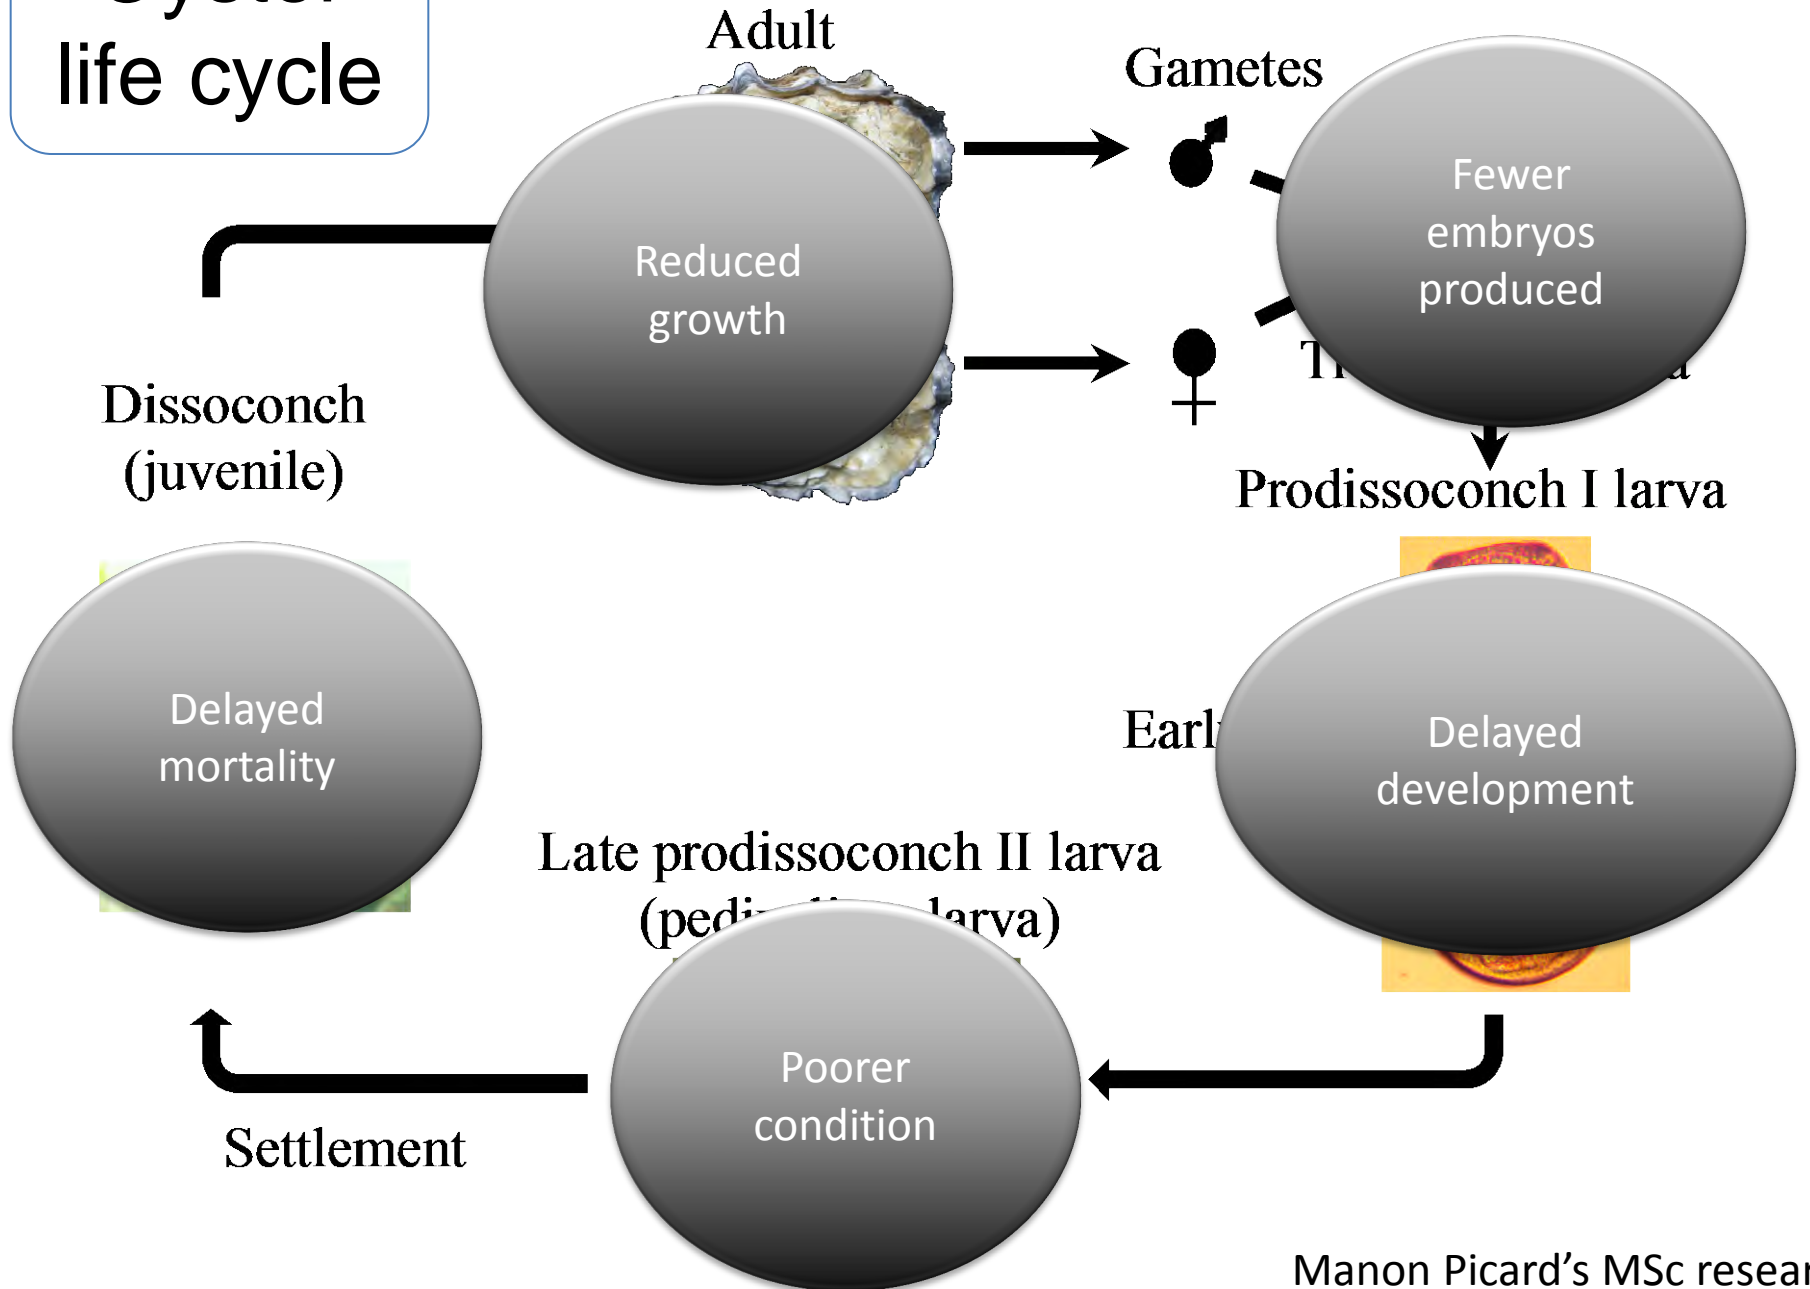 life cycle
Adult
Gametes
Fewer
embryos
produced
Reduced
growth
Dissoconch
(juvenile)
Prodissoconch I larva
Delayed
mortality
Delayed
development
Late prodissoconch II larva
Poorer
condition
Settlement
Manon Picard's MSc